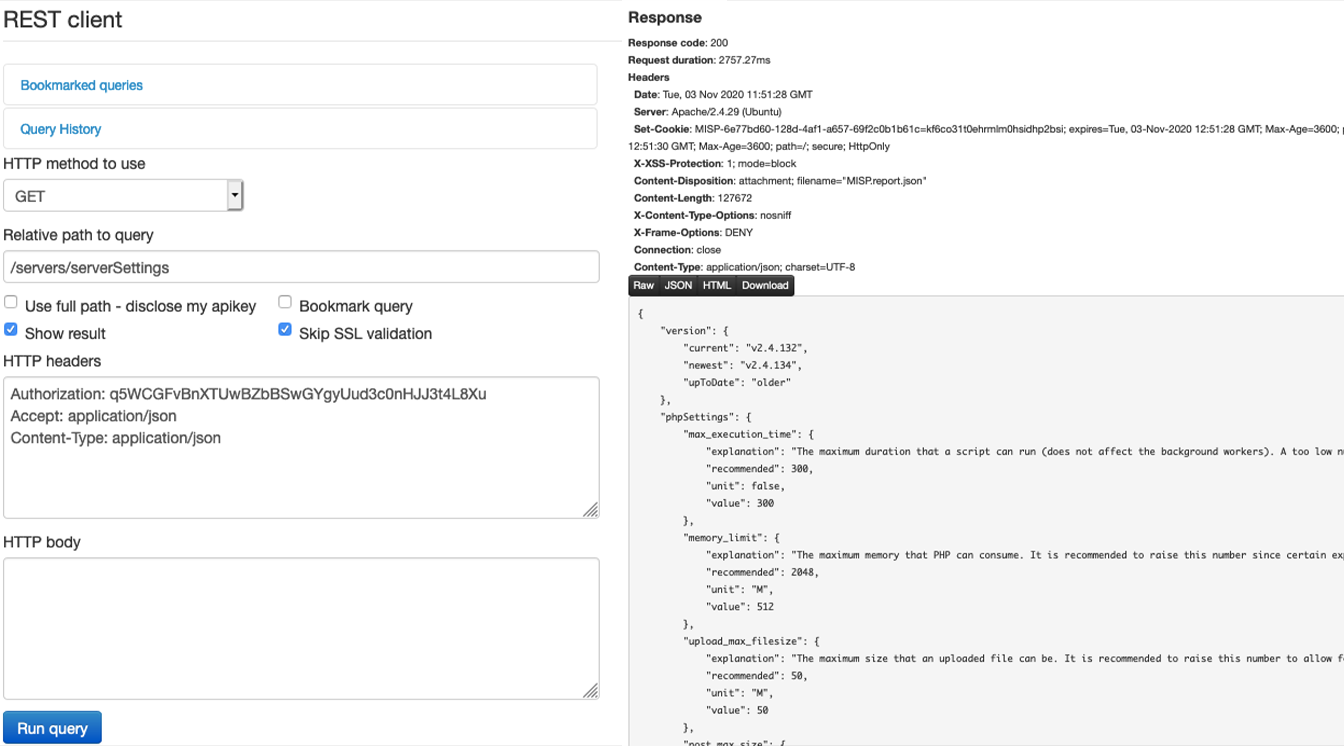 REST client
Bookmarked queries
Query History
HTTP method to use
GET
Relative path to query
/servers/serverSettings
Use full path - disclose my apikey
Bookmark query
Show result
Skip SSL validation
HTTP headers
Authorization: q5WCGFvBnXTUwBZbBSwGYgyUud3c0nHJJ3t4L8Xu
Accept: application/json
Content-Type: application/json
HTTP body
Run query
Response
Response code: 200
Request duration: 2757.27ms
Headers
Date: Tue, 03 Nov 2020 11:51:28 GMT
Server: Apache/2.4.29 (Ubuntu)
Set-Cookie: MISP-6e77bd60-128d-4af1-a657-69f2c0b1b61c=kf6co31t0ehrmlm0hsidhp2bsi; expires=Tue, 03-Nov-2020 12:51:28 GMT; Max-Age=3600;
12:51:30 GMT; Max-Age=3600; path=/; secure; HttpOnly
X-XSS-Protection: 1; mode=block
Content-Disposition: attachment; filename="MISP.report.json"
Content-Length: 127672
X-Content-Type-Options: nosniff
X-Frame-Options: DENY
Connection: close
Content-Type: application/json; charset=UTF-8
Raw JSON HTML Download
{
"version": {
"current": "v2.4.132",
"newest": "v2.4.134",
"upToDate": "older"
},
"phpSettings": {
"max_execution_time": {
"explanation": "The maximum duration that a script can run (does not affect the background workers). A too low
"recommended": 300,
"unit": false,
"value": 300
},
"memory_limit": {
"explanation": "The maximum memory that PHP can consume. It is recommended to raise this number since certain
"recommended": 2048,
"unit": "M",
"value": 512
},
"upload_max_filesize": {
"explanation": "The maximum size that an uploaded file can be. It is recommended to raise this number to allow
"recommended": 50,
"unit": "M",
"value": 50
},
"post_max_size": {